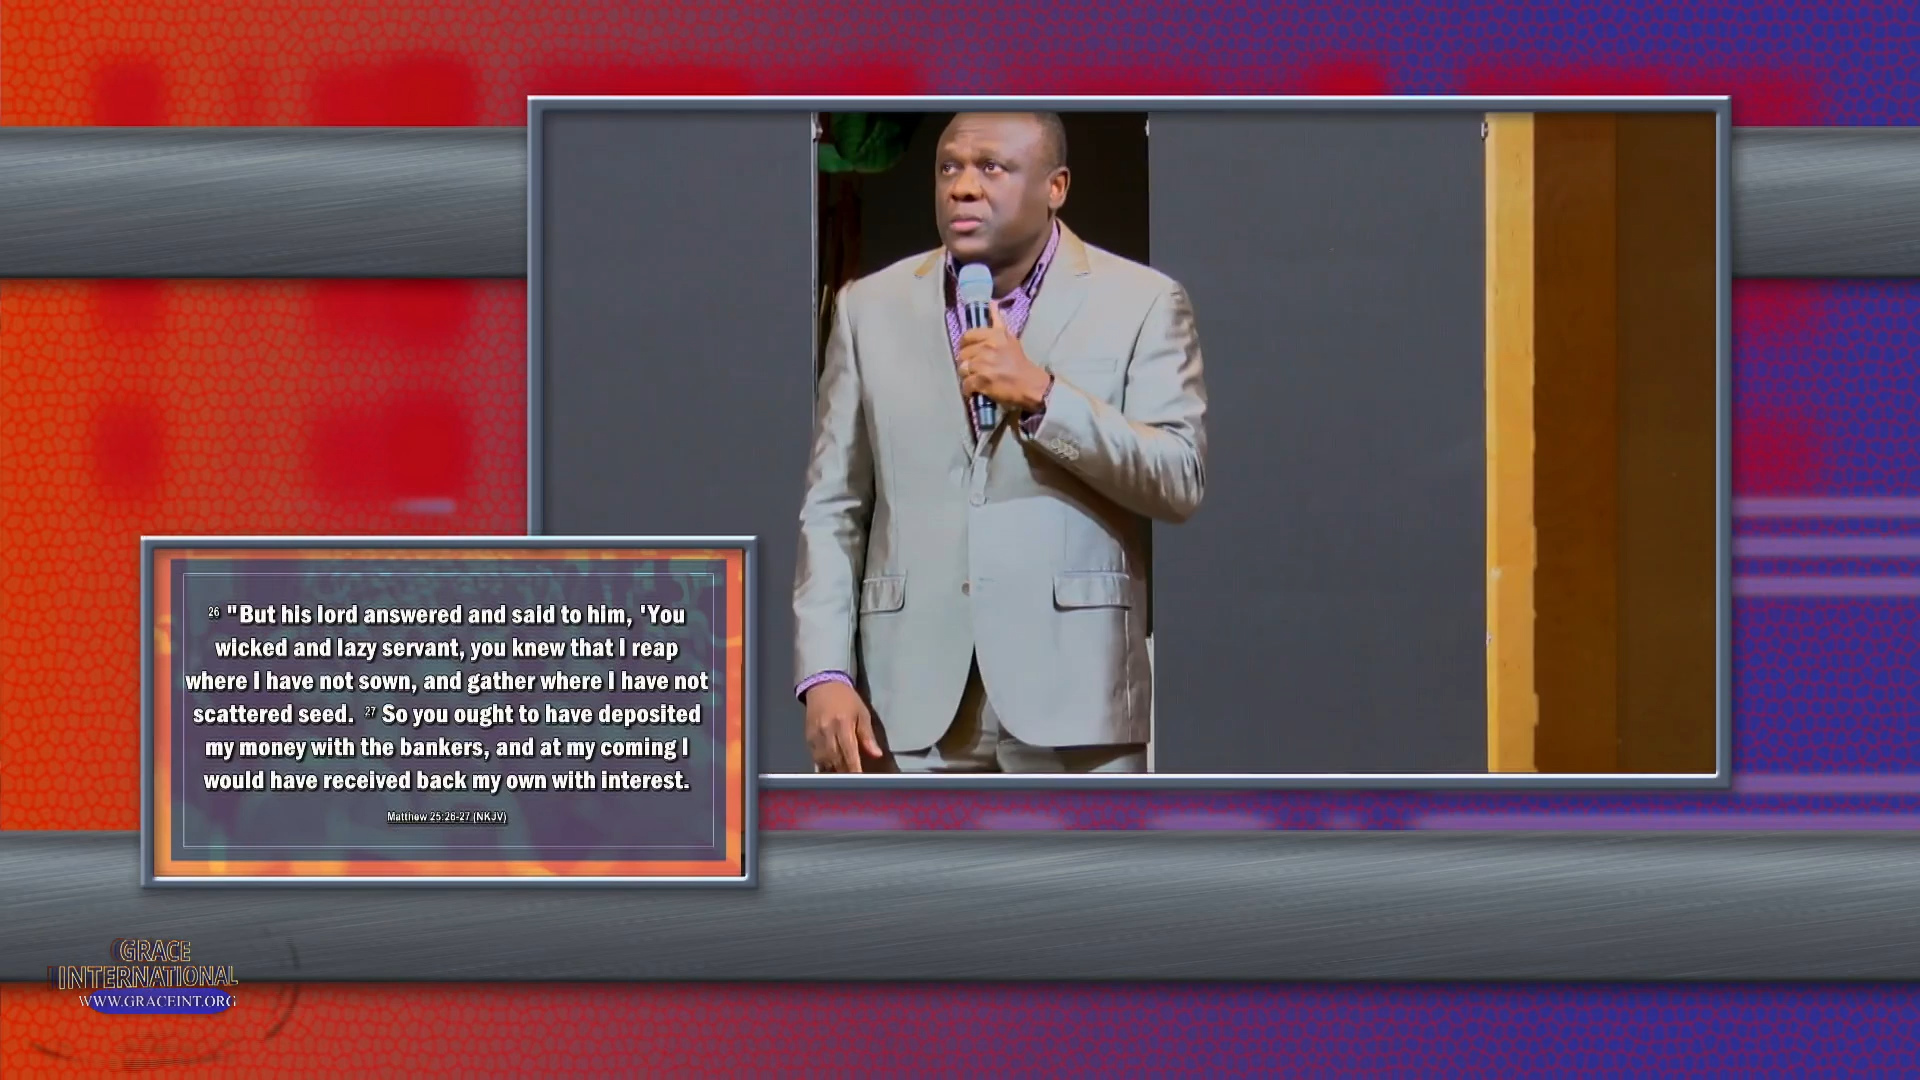 26 "But his lord answered and said to him, 'You
wicked and lazy servant, you knew that I reap
where I have not sown, and gather where I have not
scattered seed. 27 So you ought to have deposited
my money with the bankers, and at my coming I
would have received back my own with interest.
Matthew 25:26-27 (NKJV)
GRACE
INTERNATIONAL
WWW.GRACEINT.ORG